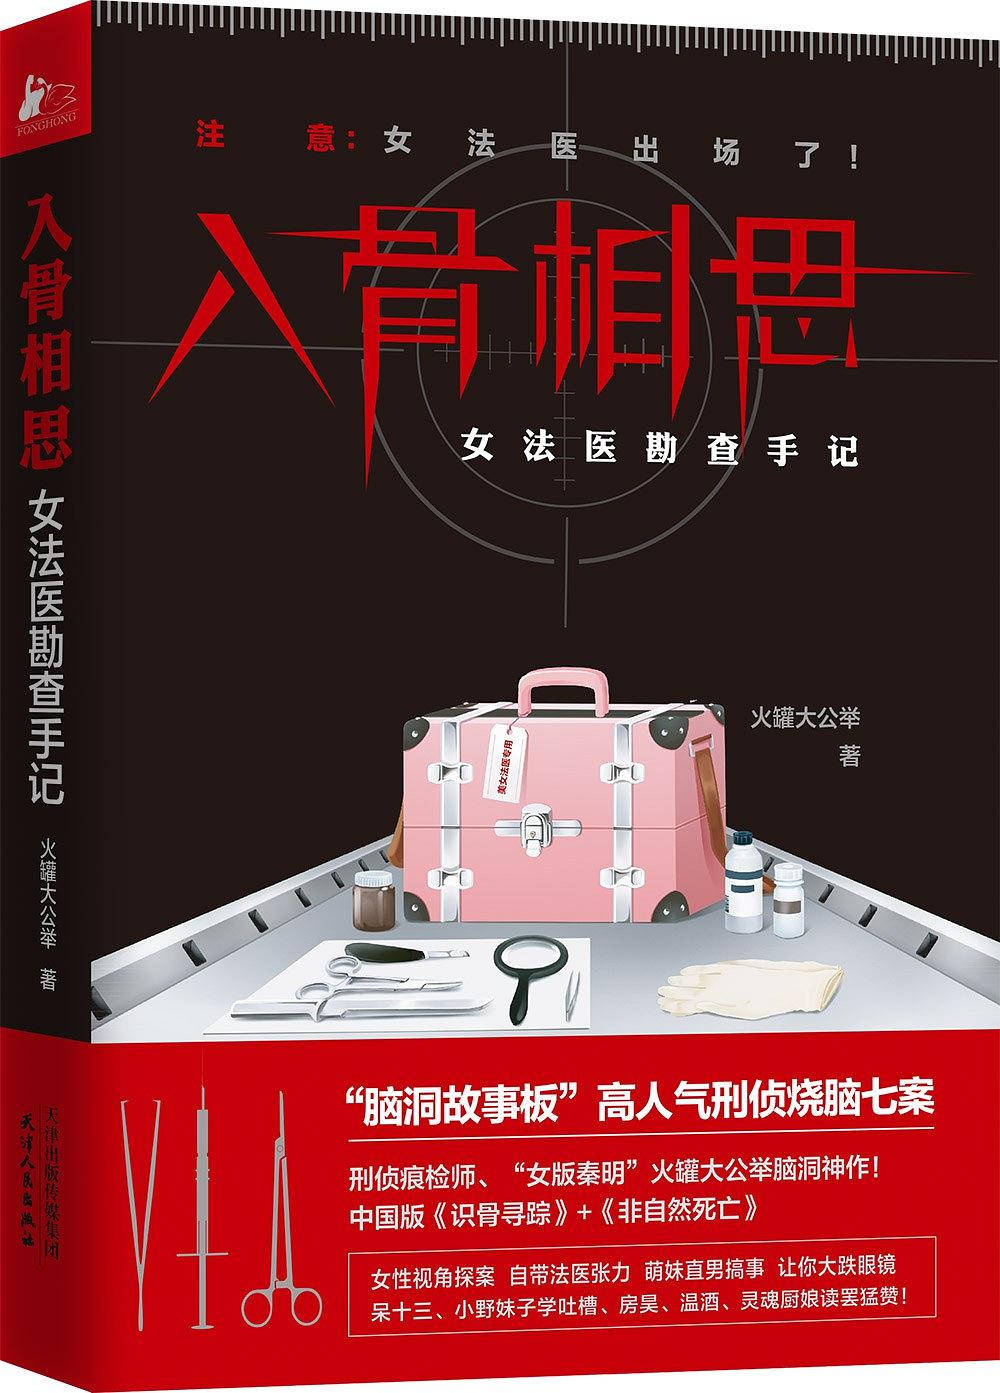 FONGHONG
入骨相思
女法医勘查手记
火罐大公举 著
天津出版传媒集团
天津人民出版社
注意:女法医出场了!
入骨相思
女法医勘查手记
火罐大公举
著
美女法医专用
“脑洞故事板”高人气刑侦烧脑七案
刑侦痕检师、“女版秦明”火罐大公举脑洞神作!
中国版《识骨寻踪》+《非自然死亡》
女性视角探案 自带法医张力 萌妹直男搞事 让你大跌眼镜
呆十三、小野妹子学吐槽、房昊、温酒、灵魂厨娘读罢猛赞!